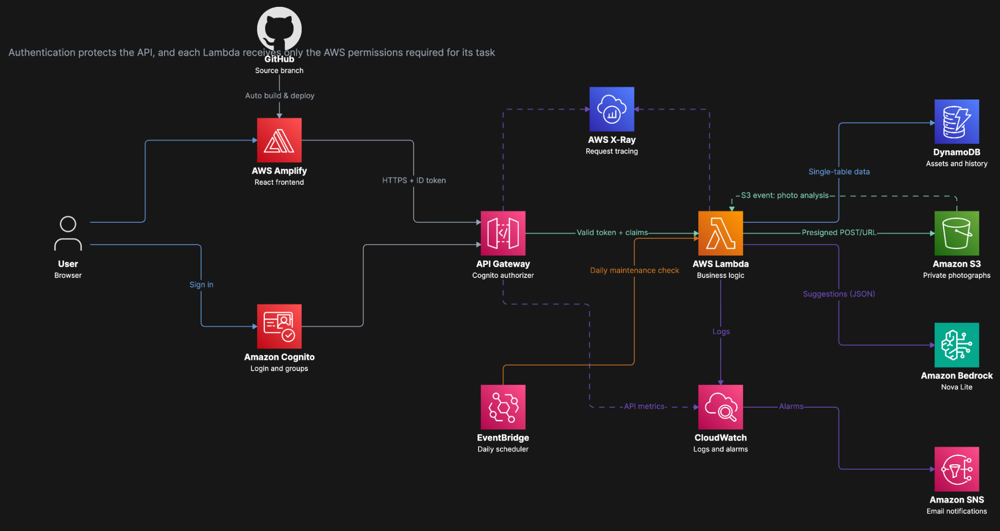 Authentication protects the API, and each Lambda receives only the AWS permissions required for its task
GitHub
Source branch
Auto build & deploy
AWS Amplify
React frontend
AWS X-Ray
Request tracing
DynamoDB
Assets and history
HTTPS + ID token
Single-table data
S3 event: photo analysis
User
Browser
Sign in
API Gateway
Cognito authorizer
Valid token + claims
Daily maintenance check
AWS Lambda
Business logic
Presigned POST/URL
Amazon S3
Private photographs
Suggestions (JSON)
Amazon Cognito
Login and groups
Logs
Amazon Bedrock
Nova Lite
EventBridge
Daily scheduler
API metrics
CloudWatch
Logs and alarms
Alarms
Amazon SNS
Email notifications